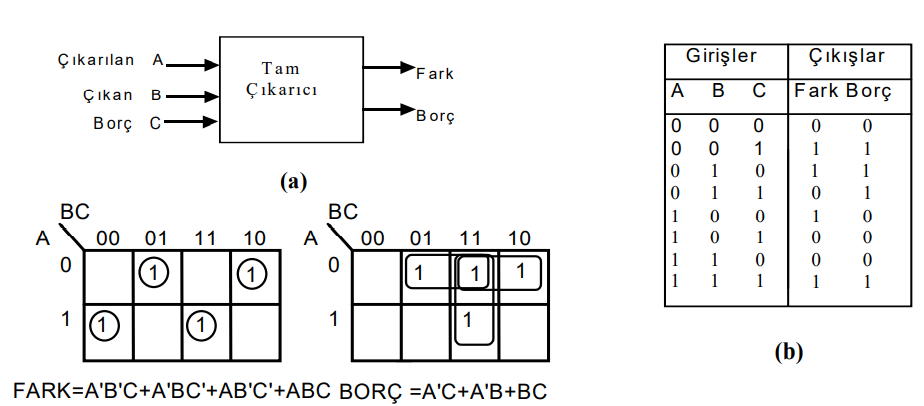 Çıkarılan A
Çıkan B
Borç C
Tam
Çıkarıcı
Fark
Borç
(a)
BC
A 00 01 11 10
0 1 1
1 1 1
FARK=A'B'C+A'BC'+AB'C'+ABC
BC
A 00 01 11 10
0 1 1 1
1 1
BORÇ =A'C+A'B+BC
Girişler Çıkışlar
A B C Fark Borç
0 0 0 0 0
0 0 1 1 1
0 1 0 1 1
0 1 1 0 1
1 0 0 1 0
1 0 1 0 0
1 1 0 0 0
1 1 1 1 1
(b)